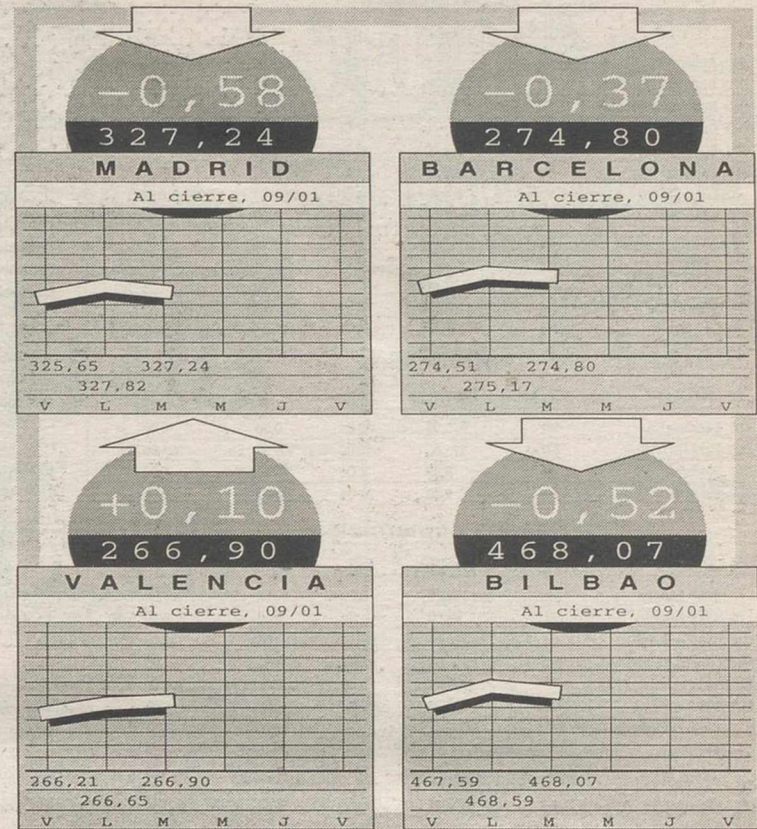 −0,58
327,24
MADRID
Al cierre, 09/01
325,65 327,24
327,82
V L M M J V
−0,37
274,80
BARCELONA
Al cierre, 09/01
274,51 274,80
275,17
V L M M J V
+0,10
266,90
VALENCIA
Al cierre, 09/01
266,21 266,90
266,65
V L M M J V
−0,52
468,07
BILBAO
Al cierre, 09/01
467,59 468,07
468,59
V L M M J V